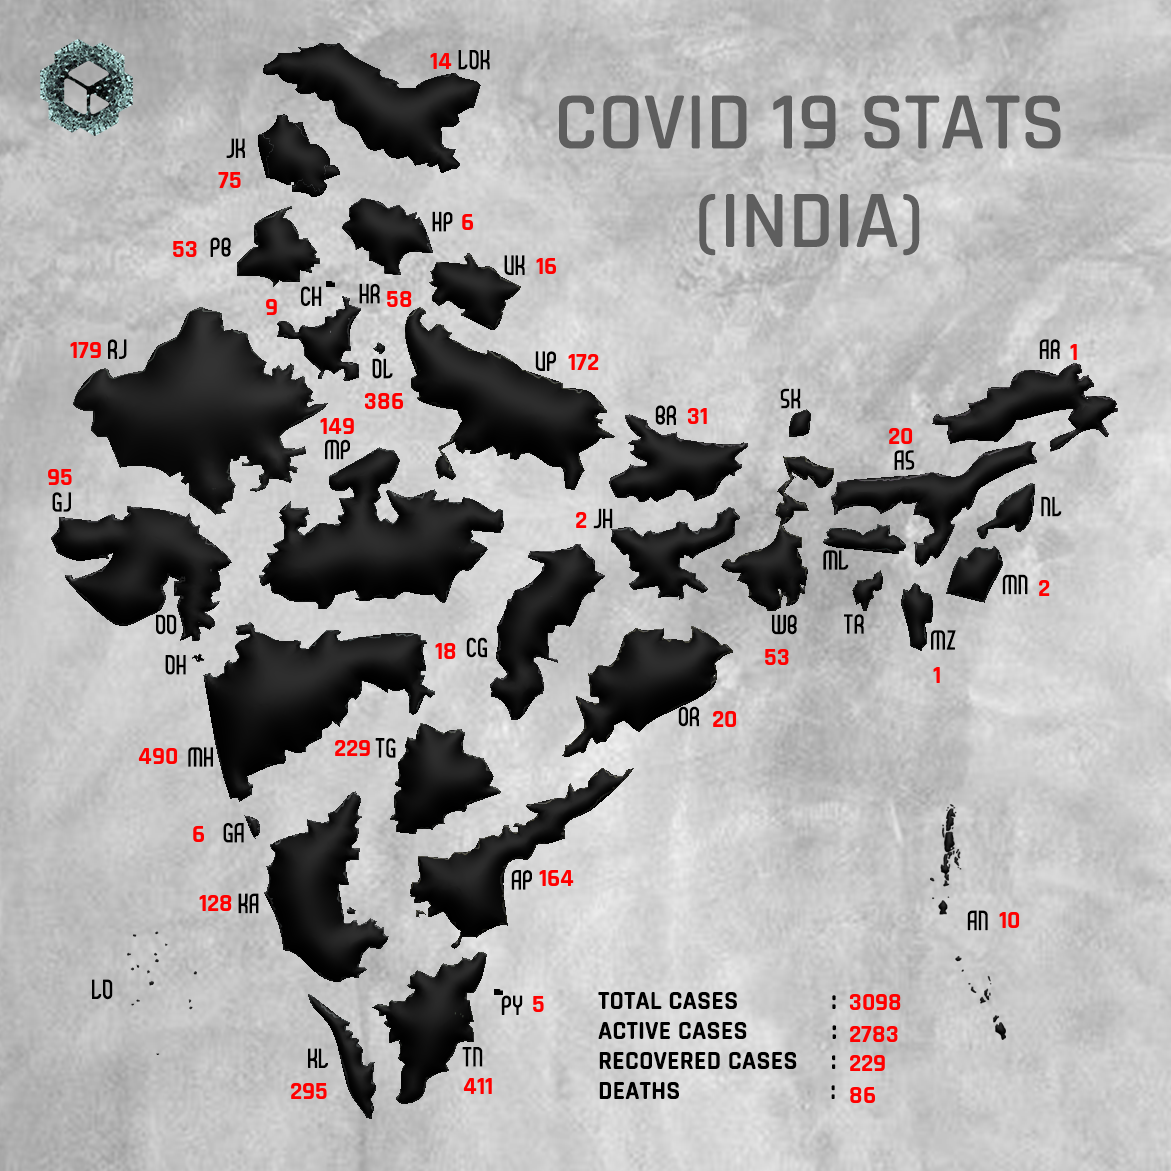 14 LDK
COVID 19 STATS
(INDIA)
JK
75
HP 6
53 PB
UK 16
CH
9
HR 58
179 RJ
DL
386
UP 172
AR 1
149
MP
SK
BR 31
20
AS
95
GJ
NL
2 JH
ML
MN 2
DD
TR
MZ
1
WB
53
DH
18 CG
OR 20
490 MH
229 TG
6 GA
AP 164
128 KA
AN 10
LD
PY 5
KL
295
TN
411
TOTAL CASES : 3098
ACTIVE CASES : 2783
RECOVERED CASES : 229
DEATHS : 86